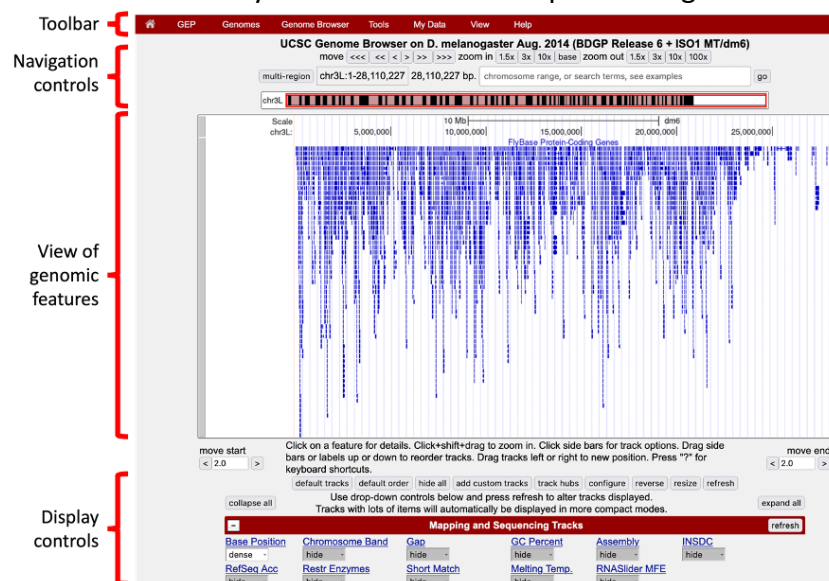 Toolbar
GEP Genomes Genome Browser Tools My Data View Help
Navigation controls
UCSC Genome Browser on D. melanogaster Aug. 2014 (BDGP Release 6 + ISO1 MT/dm6)
move <<< << < > >> >>> zoom in 1.5x 3x 10x base zoom out 1.5x 3x 10x 100x
multi-region chr3L:1-28,110,227 28,110,227 bp. chromosome range, or search terms, see examples go
chr3L
View of genomic features
Scale 10 Mb dm6
chr3L: 5,000,000 10,000,000 15,000,000 20,000,000 25,000,000
FlyBase Protein-Coding Genes
move start
< 2.0 >
Click on a feature for details. Click+shift+drag to zoom in. Click side bars for track options. Drag side
bars or labels up or down to reorder tracks. Drag tracks left or right to new position. Press "?" for
keyboard shortcuts.
move end
< 2.0 >
Display controls
default tracks default order hide all add custom tracks track hubs configure reverse resize refresh
collapse all
Use drop-down controls below and press refresh to alter tracks displayed.
Tracks with lots of items will automatically be displayed in more compact modes.
expand all
- Mapping and Sequencing Tracks refresh
Base Position Chromosome Band Gap GC Percent Assembly INSDC
dense hide hide hide hide hide
RefSeq Acc Restr Enzymes Short Match Melting Temp. RNASlider MFE